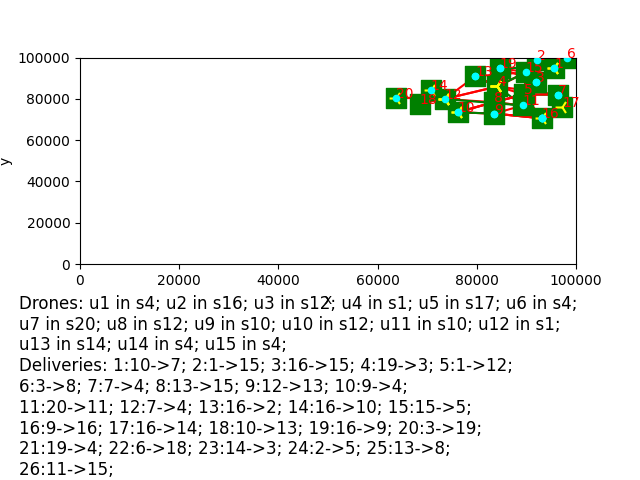 100000
80000
60000
40000
20000
0
y
0 20000 40000 60000 80000 100000
x
2
6
20
Drones: u1 in s4; u2 in s16; u3 in s12; u4 in s1; u5 in s17; u6 in s4;
u7 in s20; u8 in s12; u9 in s10; u10 in s12; u11 in s10; u12 in s1;
u13 in s14; u14 in s4; u15 in s4;
Deliveries: 1:10->7; 2:1->15; 3:16->15; 4:19->3; 5:1->12;
6:3->8; 7:7->4; 8:13->15; 9:12->13; 10:9->4;
11:20->11; 12:7->4; 13:16->2; 14:16->10; 15:15->5;
16:9->16; 17:16->14; 18:10->13; 19:16->9; 20:3->19;
21:19->4; 22:6->18; 23:14->3; 24:2->5; 25:13->8;
26:11->15;